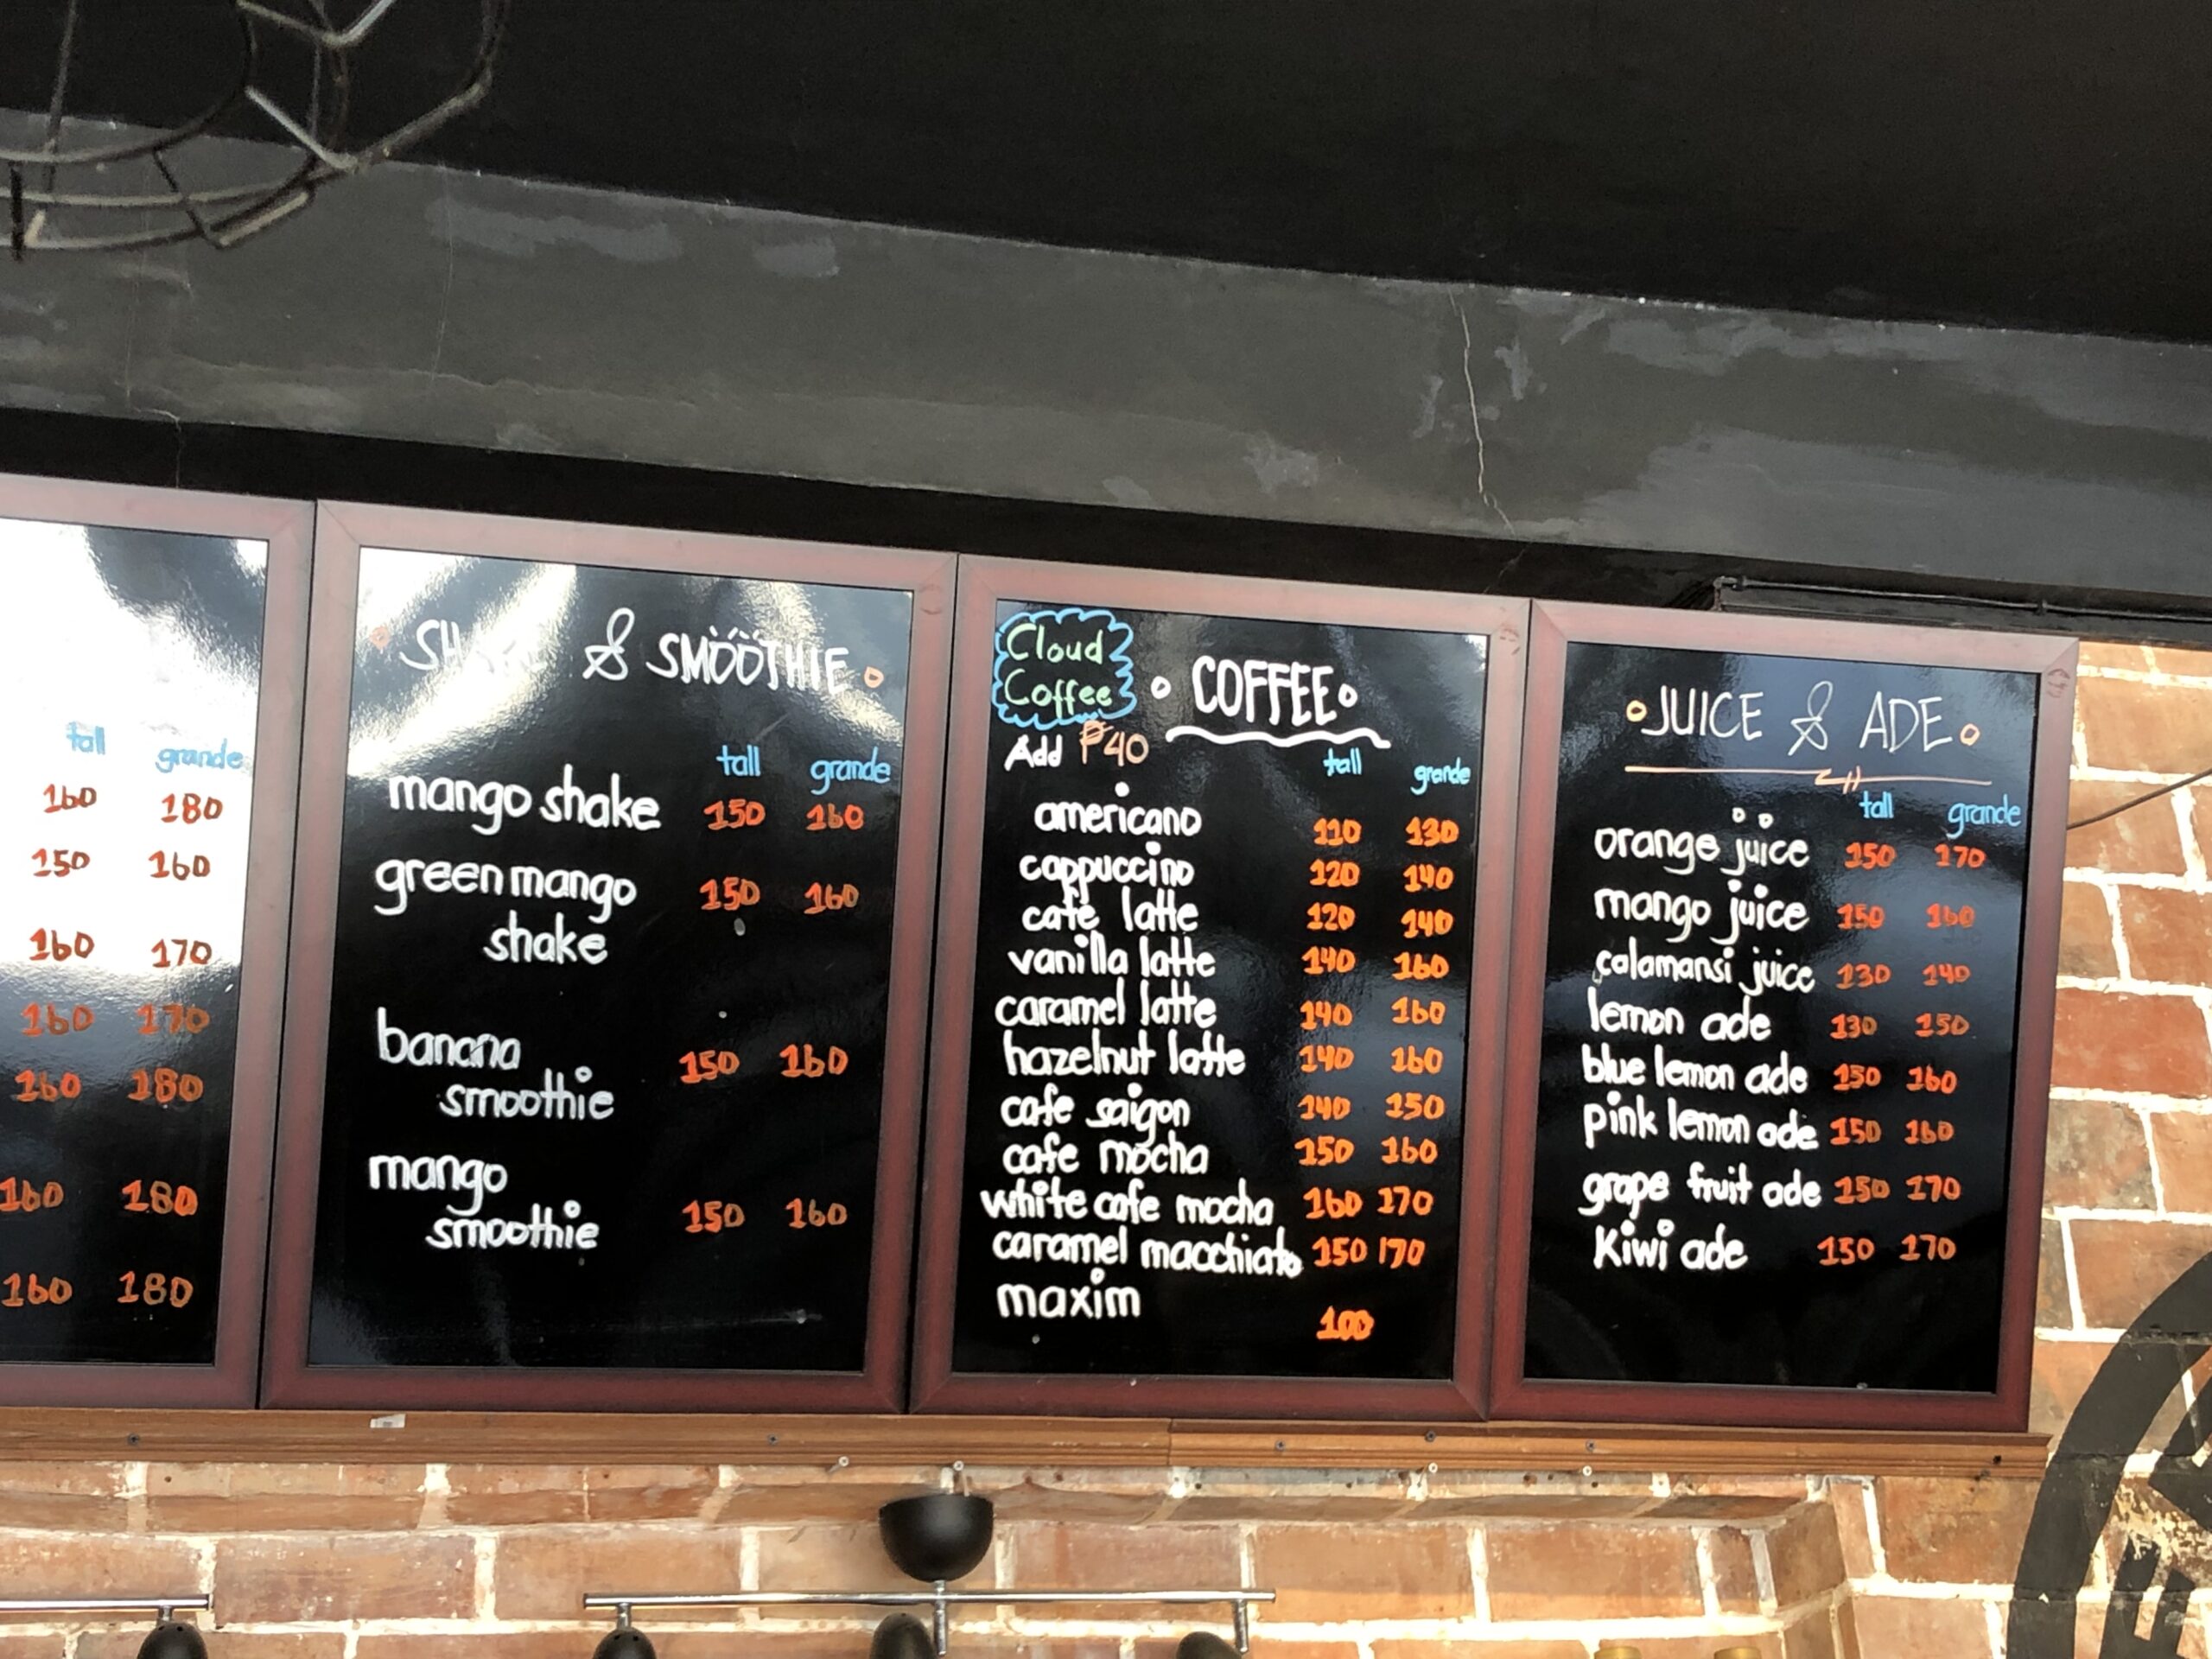 tall grande
160 180
150 160
160 170
160 170
160 180
160 180
160 180
& SMOOTHIE
tall grande
mango shake 150 160
green mango 150 160
shake
banana
smoothie 150 160
mango
smoothie 150 160
Cloud
Coffee
Add ₱40
COFFEE
tall grande
americano 110 130
cappuccino 120 140
cafe latte 120 140
vanilla latte 140 160
caramel latte 140 160
hazelnut latte 140 160
cafe saigon 140 150
cafe mocha 150 160
white cafe mocha 160 170
caramel macchiato 150 170
maxim 100
JUICE & ADE
tall grande
orange juice 150 170
mango juice 150 160
calamansi juice 130 140
lemon ade 130 150
blue lemon ade 150 160
pink lemon ade 150 160
grape fruit ade 150 170
Kiwi ade 150 170